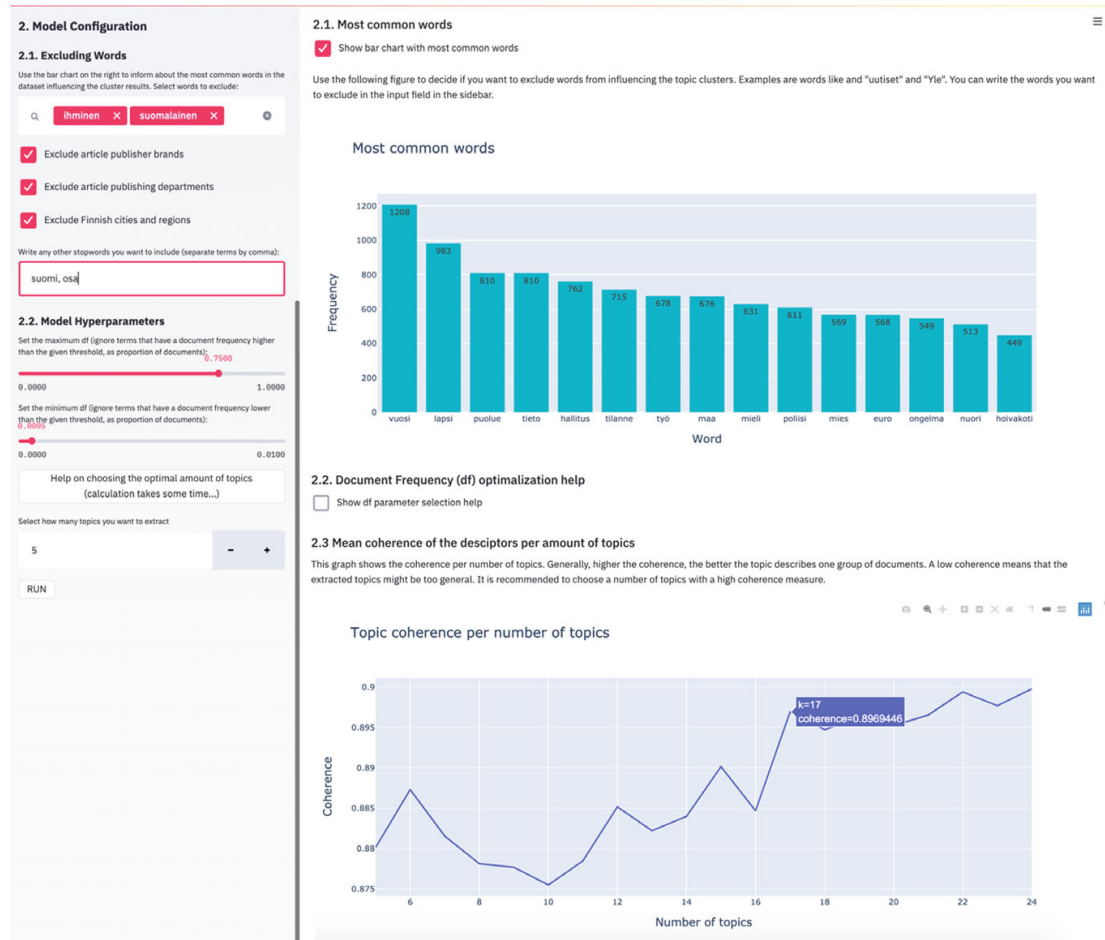 2. Model Configuration
2.1. Excluding Words
Use the bar chart on the right to inform about the most common words in the
dataset influencing the cluster results. Select words to exclude:
ihminen × suomalainen ×
Exclude article publisher brands
Exclude article publishing departments
Exclude Finnish cities and regions
Write any other stopwords you want to include (separate terms by comma):
suomi, osa
2.2. Model Hyperparameters
Set the maximum df (ignore terms that have a document frequency higher
than the given threshold, as proportion of documents):
0.7500
0.0000 1.0000
Set the minimum df (ignore terms that have a document frequency lower
than the given threshold, as proportion of documents):
0.0005
0.0000 0.0100
Help on choosing the optimal amount of topics
(calculation takes some time...)
Select how many topics you want to extract
5 - +
RUN
2.1. Most common words
Show bar chart with most common words
Use the following figure to decide if you want to exclude words from influencing the topic clusters. Examples are words like and "uutiset" and "Yle". You can write the words you want
to exclude in the input field in the sidebar.
Most common words
Frequency
1200
1000
800
600
400
200
0
1208 983 810 810 762 715 678 676 631 611 569 568 549 513 449
vuosi lapsi puolue tieto hallitus tilanne työ maa mieli poliisi mies euro ongelma nuori hoivakoti
Word
2.2. Document Frequency (df) optimalization help
Show df parameter selection help
2.3 Mean coherence of the desciptors per amount of topics
This graph shows the coherence per number of topics. Generally, higher the coherence, the better the topic describes one group of documents. A low coherence means that the
extracted topics might be too general. It is recommended to choose a number of topics with a high coherence measure.
Topic coherence per number of topics
Coherence
0.9
0.895
0.89
0.885
0.88
0.875
k=17
coherence=0.8969446
6 8 10 12 14 16 18 20 22 24
Number of topics